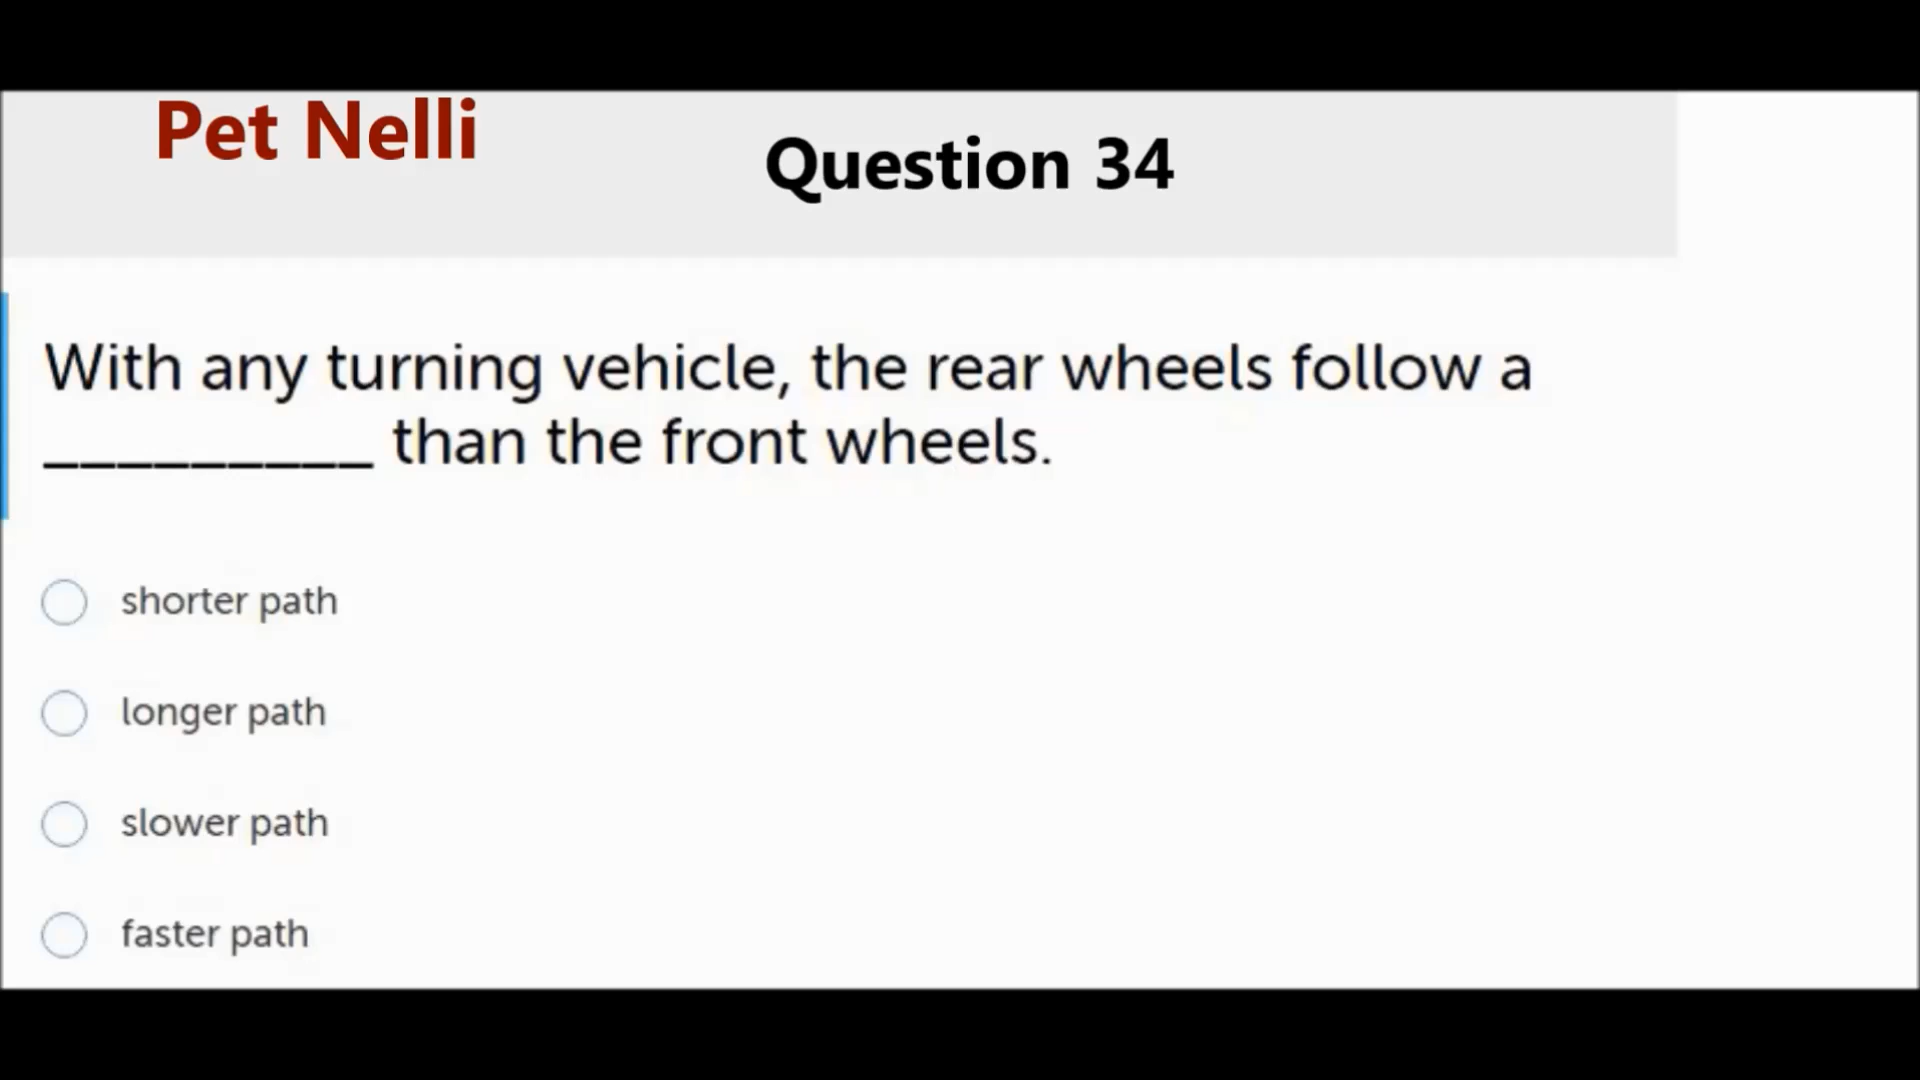 Pet Nelli
Question 34
With any turning vehicle, the rear wheels follow a
_________ than the front wheels.
shorter path
longer path
slower path
faster path